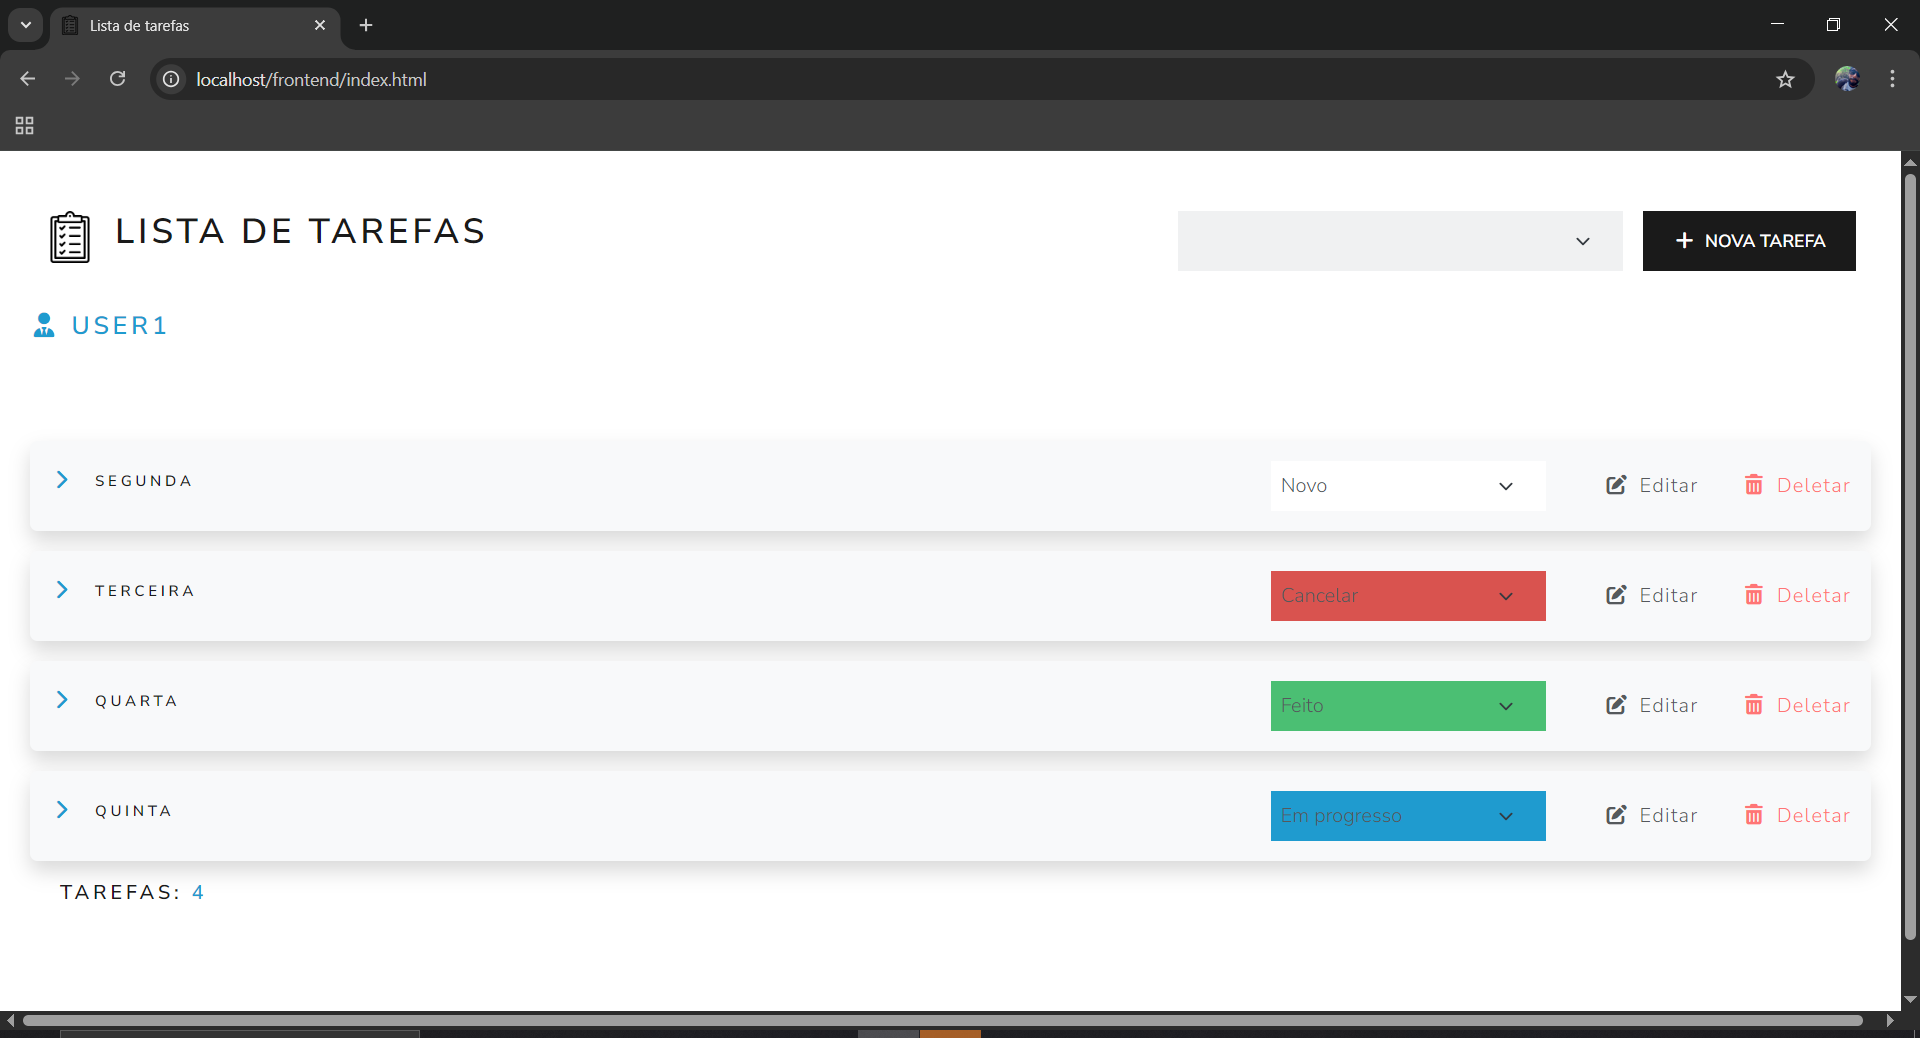 Lista de tarefas
localhost/frontend/index.html
LISTA DE TAREFAS
NOVA TAREFA
USER1
SEGUNDA Novo Editar Deletar
TERCEIRA Cancelar Editar Deletar
QUARTA Feito Editar Deletar
QUINTA Em progresso Editar Deletar
TAREFAS: 4